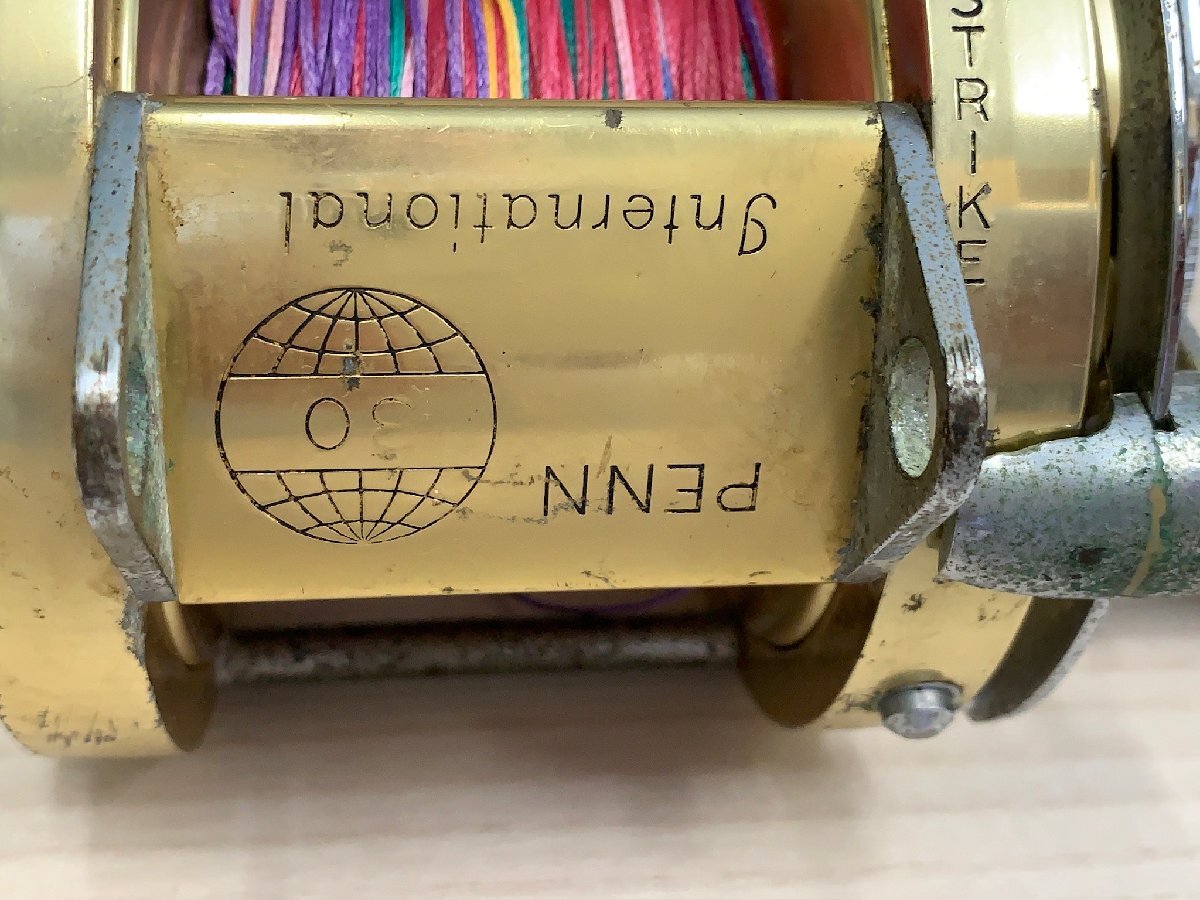 PENN
30
International
STRIKE